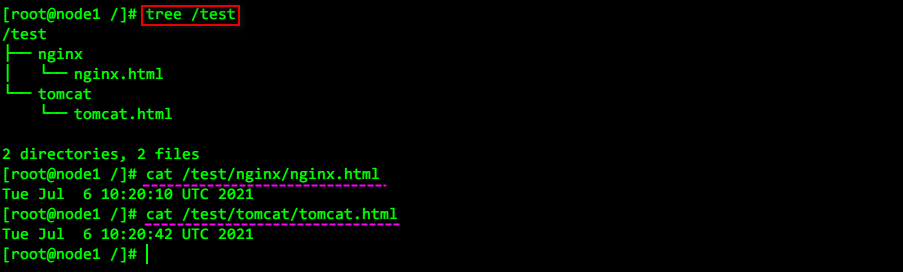 [root@node1 /]# tree /test
/test
├── nginx
│   └── nginx.html
└── tomcat
    └── tomcat.html

2 directories, 2 files
[root@node1 /]# cat /test/nginx/nginx.html
Tue Jul  6 10:20:10 UTC 2021
[root@node1 /]# cat /test/tomcat/tomcat.html
Tue Jul  6 10:20:42 UTC 2021
[root@node1 /]#